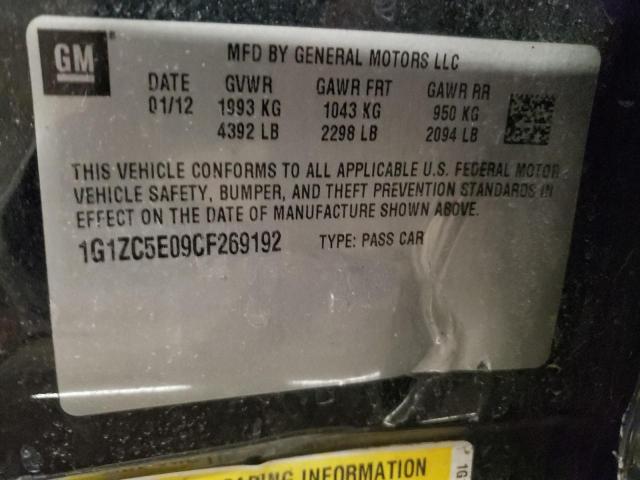 GM
MFD BY GENERAL MOTORS LLC
DATE GVWR GAWR FRT GAWR RR
01/12 1993 KG 1043 KG 950 KG
4392 LB 2298 LB 2094 LB
THIS VEHICLE CONFORMS TO ALL APPLICABLE U.S. FEDERAL MOTOR
VEHICLE SAFETY, BUMPER, AND THEFT PREVENTION STANDARDS IN
EFFECT ON THE DATE OF MANUFACTURE SHOWN ABOVE.
1G1ZC5E09CF269192 TYPE: PASS CAR
INFORMATION